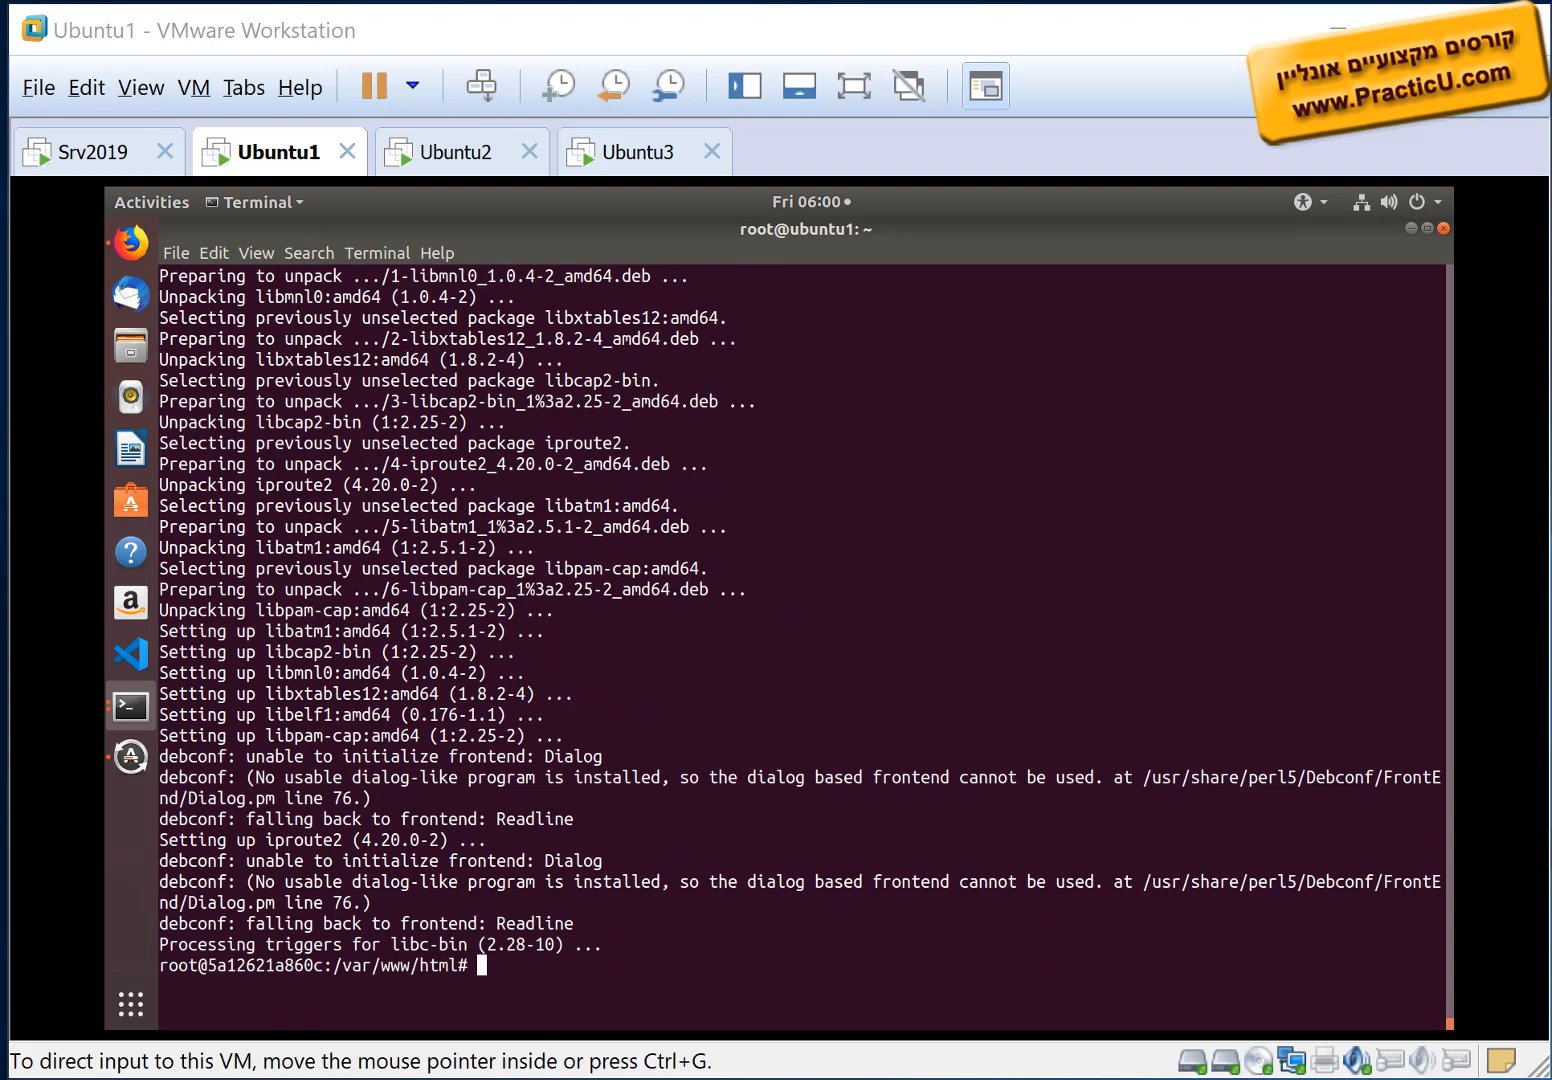 Ubuntu1 - VMware Workstation
קורסים מקצועיים אונליין
www.PracticU.com
File Edit View VM Tabs Help
Srv2019
Ubuntu1
Ubuntu2
Ubuntu3
Activities Terminal Fri 06:00
root@ubuntu1: ~
File Edit View Search Terminal Help
Preparing to unpack .../1-libmnl0_1.0.4-2_amd64.deb ...
Unpacking libmnl0:amd64 (1.0.4-2) ...
Selecting previously unselected package libxtables12:amd64.
Preparing to unpack .../2-libxtables12_1.8.2-4_amd64.deb ...
Unpacking libxtables12:amd64 (1.8.2-4) ...
Selecting previously unselected package libcap2-bin.
Preparing to unpack .../3-libcap2-bin_1%3a2.25-2_amd64.deb ...
Unpacking libcap2-bin (1:2.25-2) ...
Selecting previously unselected package iproute2.
Preparing to unpack .../4-iproute2_4.20.0-2_amd64.deb ...
Unpacking iproute2 (4.20.0-2) ...
Selecting previously unselected package libatm1:amd64.
Preparing to unpack .../5-libatm1_1%3a2.5.1-2_amd64.deb ...
Unpacking libatm1:amd64 (1:2.5.1-2) ...
Selecting previously unselected package libpam-cap:amd64.
Preparing to unpack .../6-libpam-cap_1%3a2.25-2_amd64.deb ...
Unpacking libpam-cap:amd64 (1:2.25-2) ...
Setting up libatm1:amd64 (1:2.5.1-2) ...
Setting up libcap2-bin (1:2.25-2) ...
Setting up libmnl0:amd64 (1.0.4-2) ...
Setting up libxtables12:amd64 (1.8.2-4) ...
Setting up libelf1:amd64 (0.176-1.1) ...
Setting up libpam-cap:amd64 (1:2.25-2) ...
debconf: unable to initialize frontend: Dialog
debconf: (No usable dialog-like program is installed, so the dialog based frontend cannot be used. at /usr/share/perl5/Debconf/FrontE
nd/Dialog.pm line 76.)
debconf: falling back to frontend: Readline
Setting up iproute2 (4.20.0-2) ...
debconf: unable to initialize frontend: Dialog
debconf: (No usable dialog-like program is installed, so the dialog based frontend cannot be used. at /usr/share/perl5/Debconf/FrontE
nd/Dialog.pm line 76.)
debconf: falling back to frontend: Readline
Processing triggers for libc-bin (2.28-10) ...
root@5a12621a860c:/var/www/html#
To direct input to this VM, move the mouse pointer inside or press Ctrl+G.